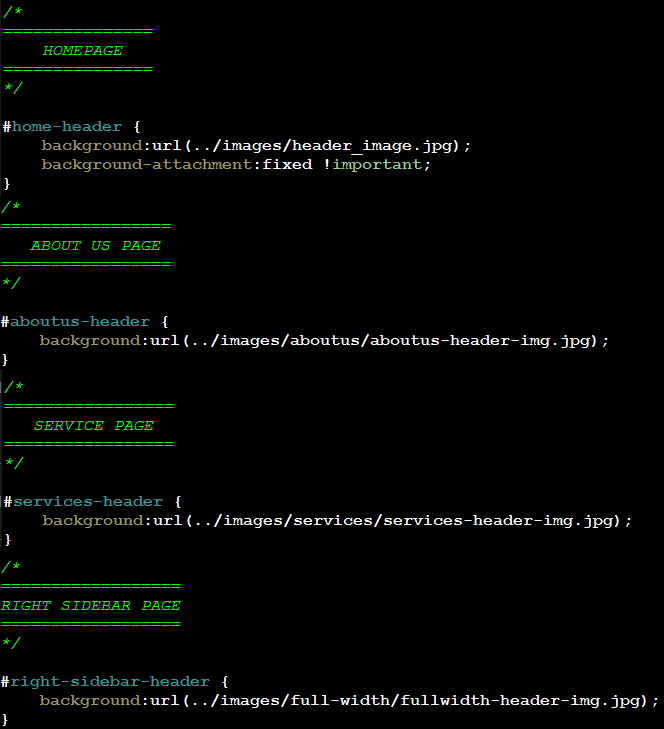 /*
===============
    HOMEPAGE
===============
*/

#home-header {
    background:url(../images/header_image.jpg);
    background-attachment:fixed !important;
}
/*
=================
   ABOUT US PAGE
=================
*/

#aboutus-header {
    background:url(../images/aboutus/aboutus-header-img.jpg);
}
/*
=================
   SERVICE PAGE
=================
*/

#services-header {
    background:url(../images/services/services-header-img.jpg);
}
/*
==================
RIGHT SIDEBAR PAGE
==================
*/

#right-sidebar-header {
    background:url(../images/full-width/fullwidth-header-img.jpg);
}